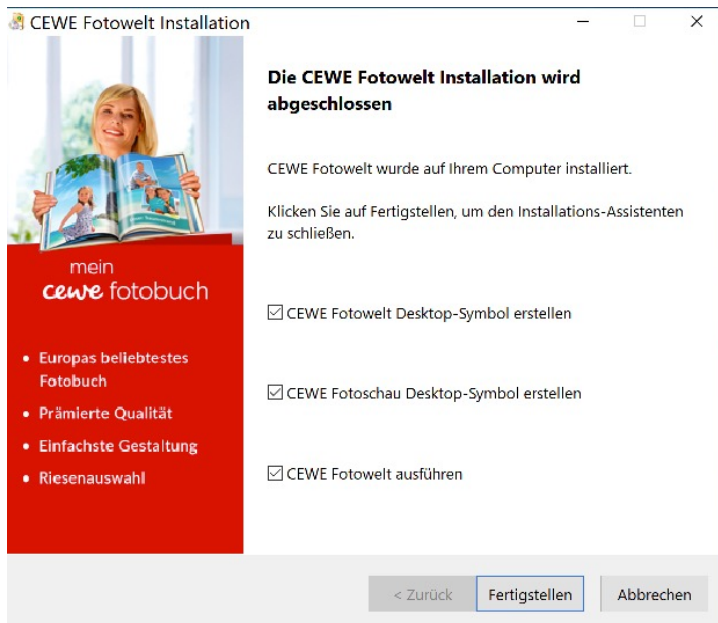 CEWE Fotowelt Installation
Die CEWE Fotowelt Installation wird
abgeschlossen
CEWE Fotowelt wurde auf Ihrem Computer installiert.
Klicken Sie auf Fertigstellen, um den Installations-Assistenten
zu schließen.
mein
cewe fotobuch
• Europas beliebtestes
Fotobuch
• Prämierte Qualität
• Einfachste Gestaltung
• Riesenauswahl
CEWE Fotowelt Desktop-Symbol erstellen
CEWE Fotoschau Desktop-Symbol erstellen
CEWE Fotowelt ausführen
< Zurück
Fertigstellen
Abbrechen